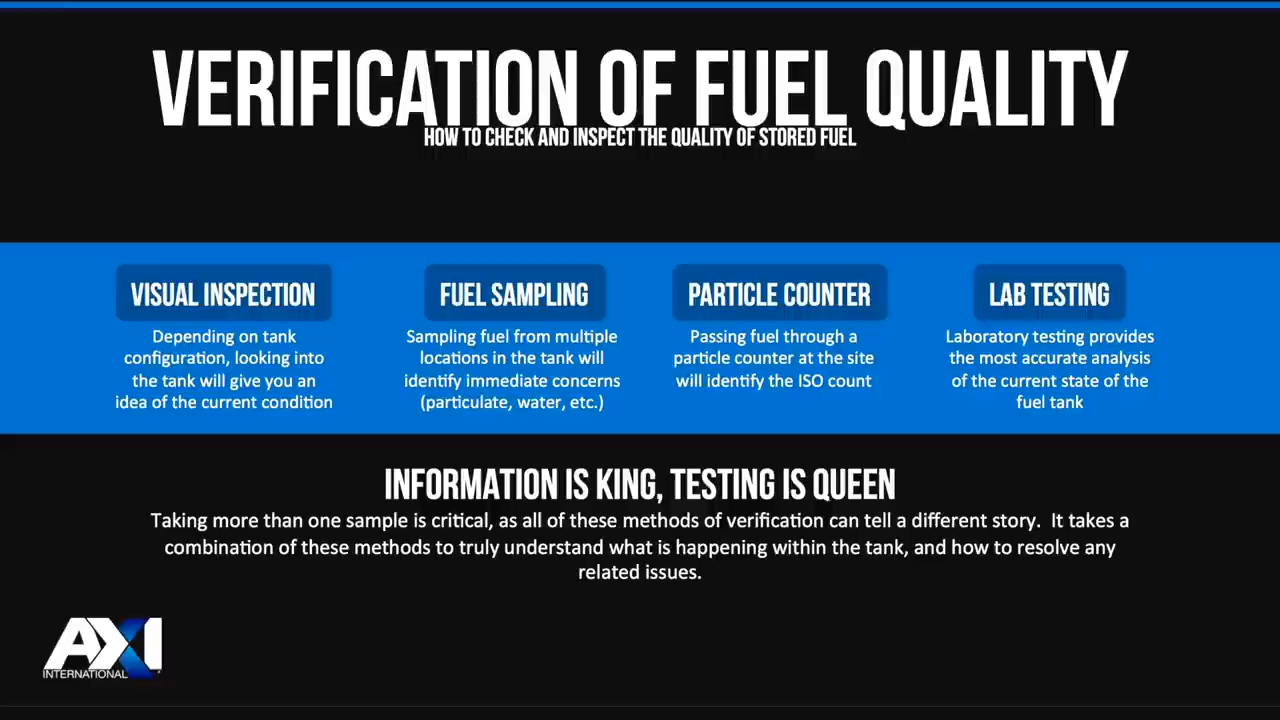 VERIFICATION OF FUEL QUALITY
HOW TO CHECK AND INSPECT THE QUALITY OF STORED FUEL
VISUAL INSPECTION
Depending on tank
configuration, looking into
the tank will give you an
idea of the current condition
FUEL SAMPLING
Sampling fuel from multiple
locations in the tank will
identify immediate concerns
(particulate, water, etc.)
PARTICLE COUNTER
Passing fuel through a
particle counter at the site
will identify the ISO count
LAB TESTING
Laboratory testing provides
the most accurate analysis
of the current state of the
fuel tank
INFORMATION IS KING, TESTING IS QUEEN
Taking more than one sample is critical, as all of these methods of verification can tell a different story. It takes a
combination of these methods to truly understand what is happening within the tank, and how to resolve any
related issues.
AXI
INTERNATIONAL